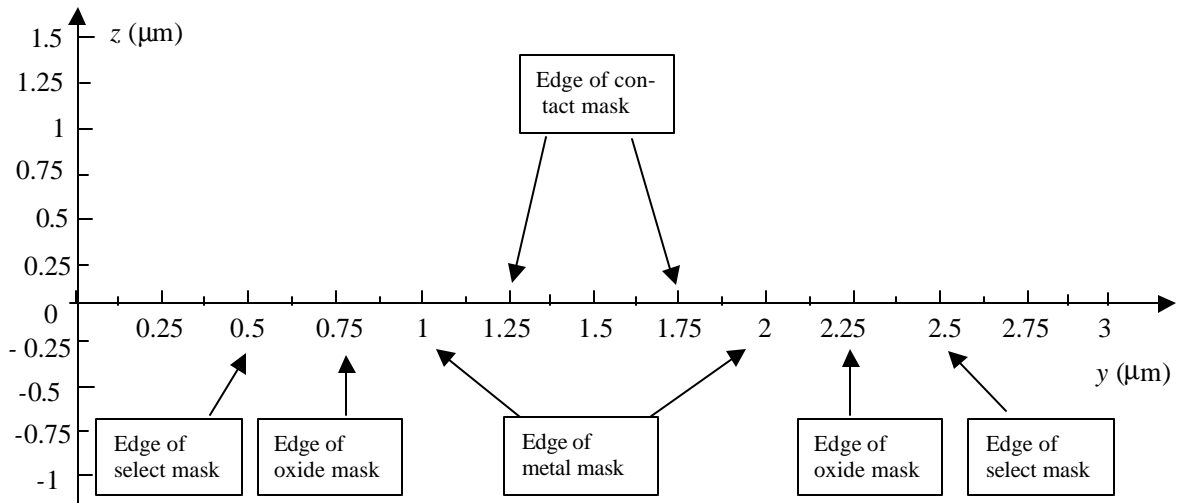 1.5
z (μm)
1.25
1
0.75
0.5
0.25
0
- 0.25
-0.5
-0.75
-1
Edge of con-
tact mask
0.25 0.5 0.75 1 1.25 1.5 1.75 2 2.25 2.5 2.75 3
y (μm)
Edge of
select mask
Edge of
oxide mask
Edge of
metal mask
Edge of
oxide mask
Edge of
select mask